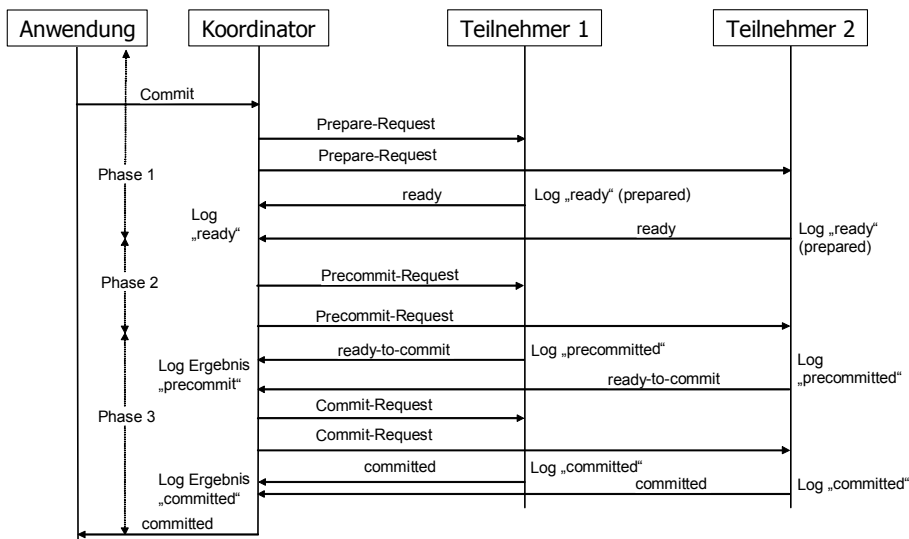 Anwendung
Koordinator
Teilnehmer 1
Teilnehmer 2
Commit
Prepare-Request
Prepare-Request
Phase 1
ready
Log „ready“ (prepared)
Log
„ready“
ready
Log „ready“
(prepared)
Phase 2
Precommit-Request
Precommit-Request
ready-to-commit
Log „precommitted“
Log Ergebnis
„precommit“
ready-to-commit
Log
„precommitted“
Phase 3
Commit-Request
Commit-Request
committed
Log „committed“
Log Ergebnis
„committed“
committed
Log „committed“
committed